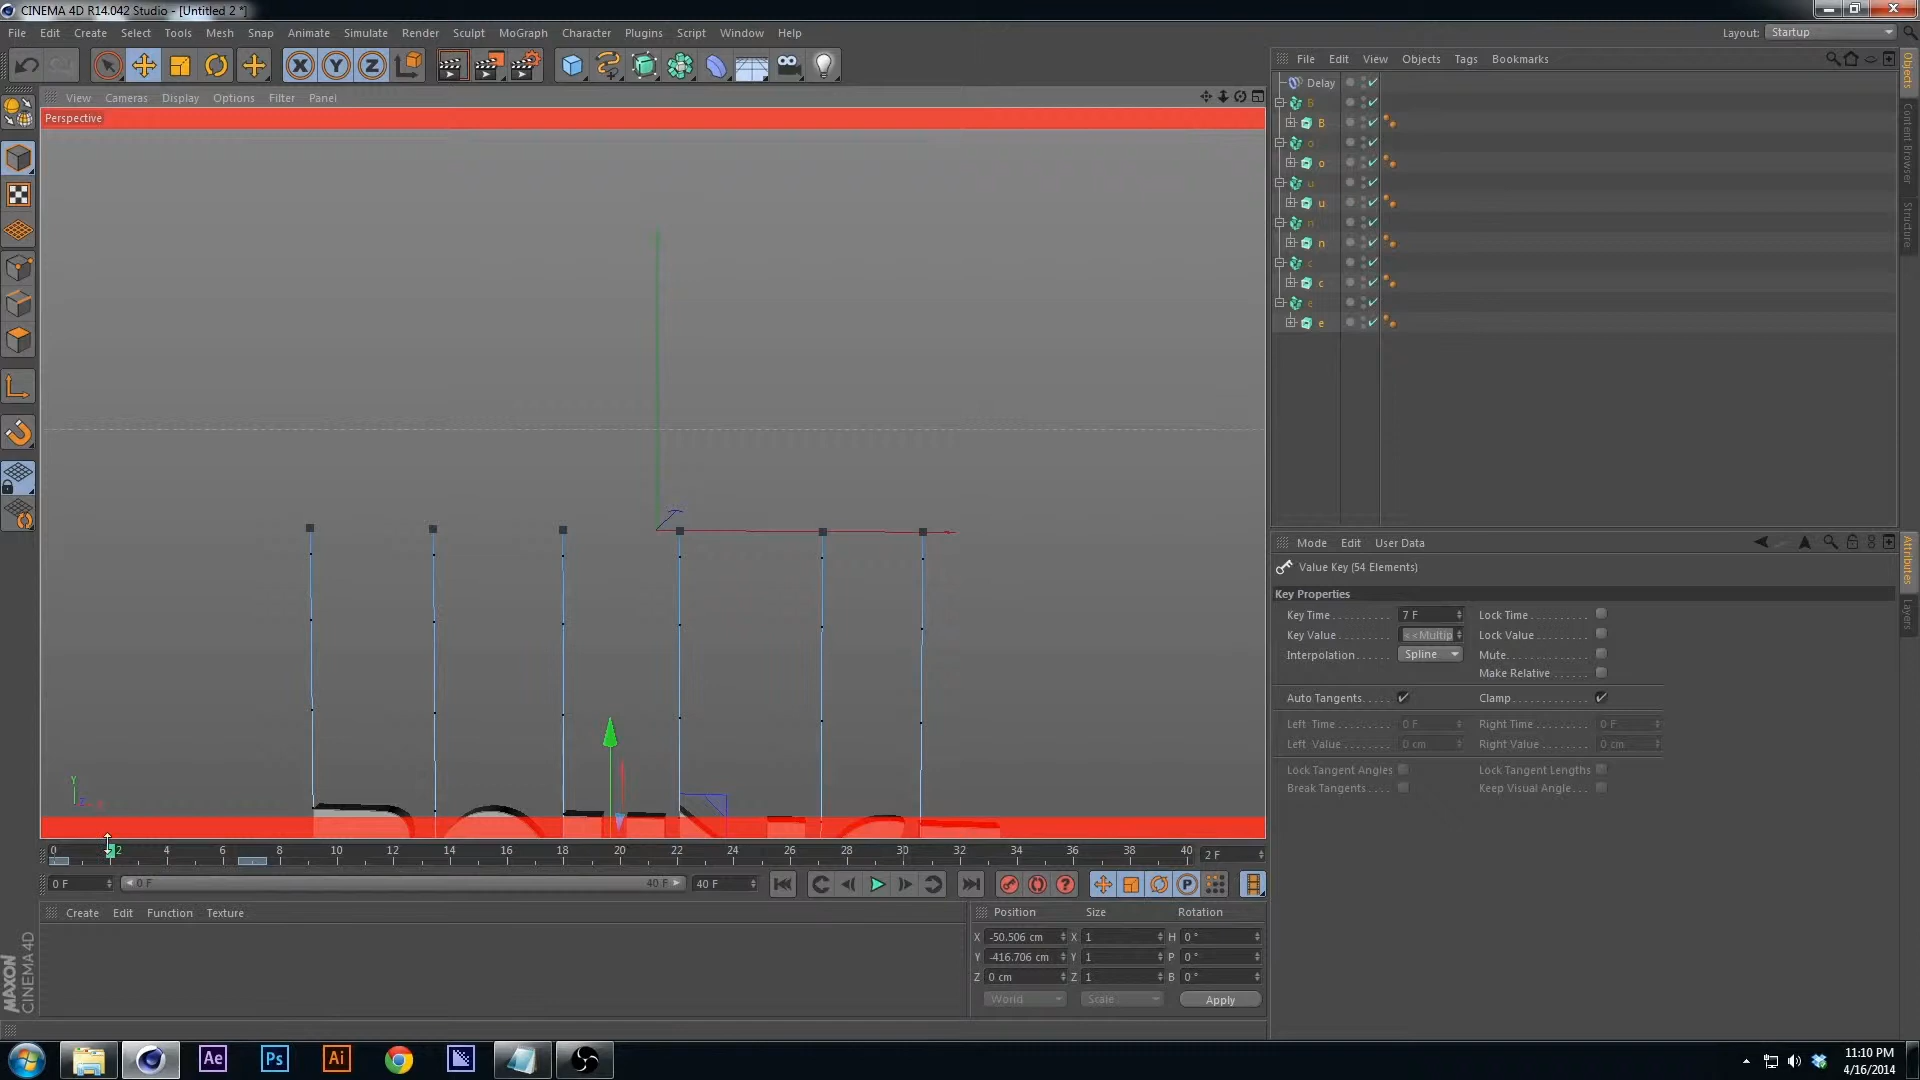 CINEMA 4D R14.042 Studio - [Untitled 2 *]
File Edit Create Select Tools Mesh Snap Animate Simulate Render Sculpt MoGraph Character Plugins Script Window Help
Layout: Startup
View Cameras Display Options Filter Panel
Perspective
File Edit View Objects Tags Bookmarks
Delay
B
B
o
o
u
u
n
n
c
c
e
e
Objects
Content Browser
Structure
Attributes
Layers
Mode Edit User Data
Value Key (54 Elements)
Key Properties
Key Time 7 F Lock Time
Key Value <<Multip Lock Value
Interpolation Spline Mute
Make Relative
Auto Tangents Clamp
Left Time 0 F Right Time 0 F
Left Value 0 cm Right Value 0 cm
Lock Tangent Angles Lock Tangent Lengths
Break Tangents Keep Visual Angle
Y
0 2 4 6 8 10 12 14 16 18 20 22 24 26 28 30 32 34 36 38 40 2 F
0 F 0 F 40 F 40 F
Create Edit Function Texture
Position Size Rotation
X -50.506 cm X 1 H 0 °
Y -416.706 cm Y 1 P 0 °
Z 0 cm Z 1 B 0 °
World Scale Apply
MAXON
CINEMA 4D
Ae Ps Ai
11:10 PM
4/16/2014